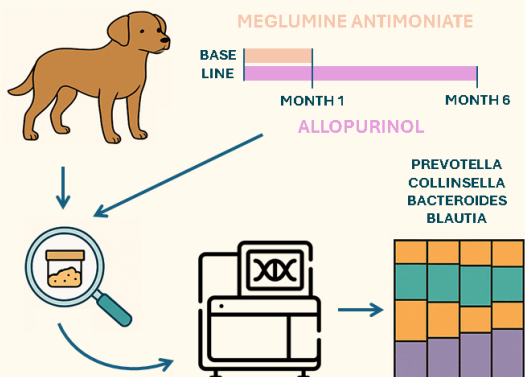 MEGLUMINE ANTIMONIATE
BASE
LINE
MONTH 1
MONTH 6
ALLOPURINOL
PREVOTELLA
COLLINSELLA
BACTEROIDES
BLAUTIA